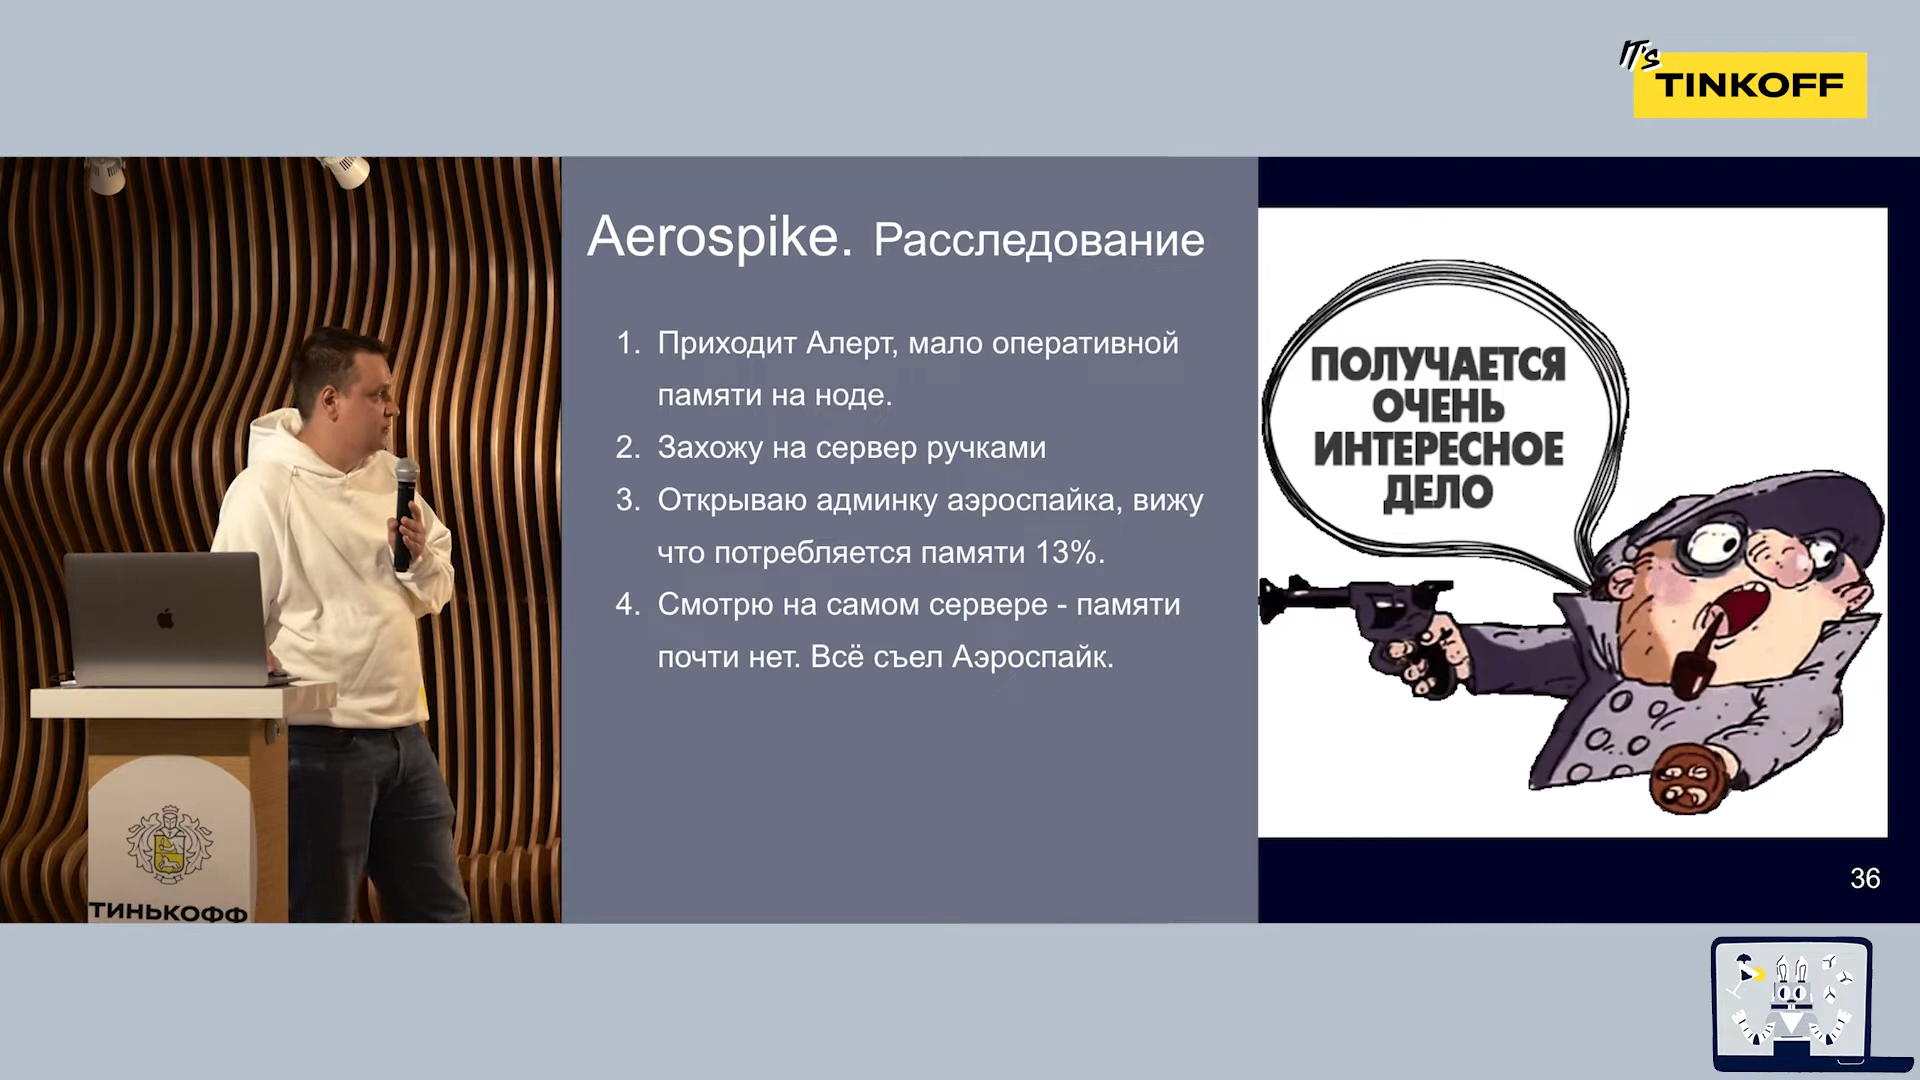 IT's
TINKOFF
Aerospike. Расследование
1. Приходит Алерт, мало оперативной
памяти на ноде.
2. Захожу на сервер ручками
3. Открываю админку аэроспайка, вижу
что потребляется памяти 13%.
4. Смотрю на самом сервере - памяти
почти нет. Всё съел Аэроспайк.
ПОЛУЧАЕТСЯ
ОЧЕНЬ
ИНТЕРЕСНОЕ
ДЕЛО
36
ТИНЬКОФФ